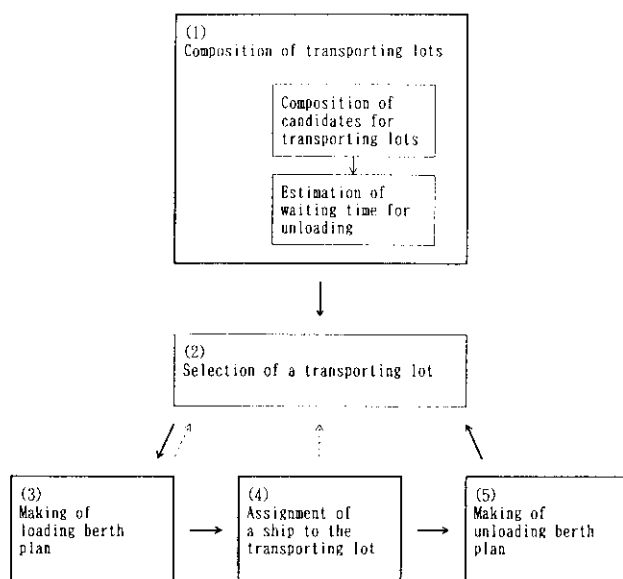 (1)
Composition of transporting lots
Composition of
candidates for
transporting lots
Estimation of
waiting time for
unloading
(2)
Selection of a transporting lot
(3)
Making of
loading berth
plan
(4)
Assignment of
a ship to the
transporting lot
(5)
Making of
unloading berth
plan